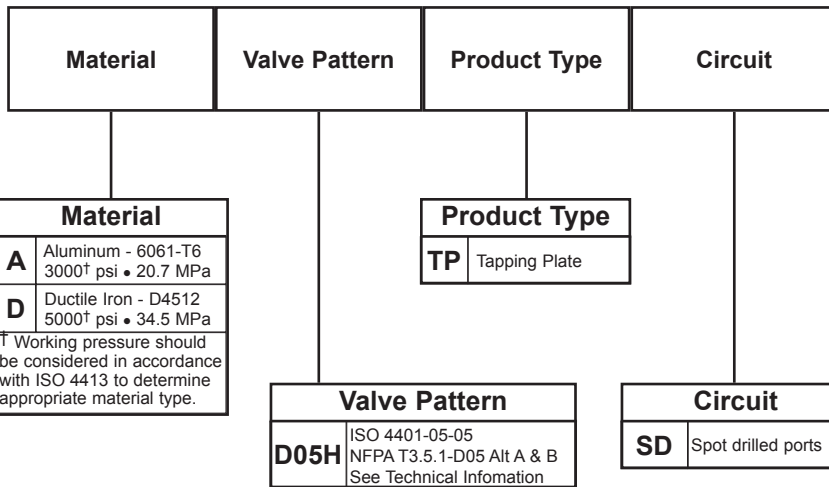 Material
Valve Pattern
Product Type
Circuit
Material
A
Aluminum - 6061-T6
3000† psi • 20.7 MPa
D
Ductile Iron - D4512
5000† psi • 34.5 MPa
† Working pressure should
be considered in accordance
with ISO 4413 to determine
appropriate material type.
Product Type
TP
Tapping Plate
Valve Pattern
D05H
ISO 4401-05-05
NFPA T3.5.1-D05 Alt A & B
See Technical Infomation
Circuit
SD
Spot drilled ports